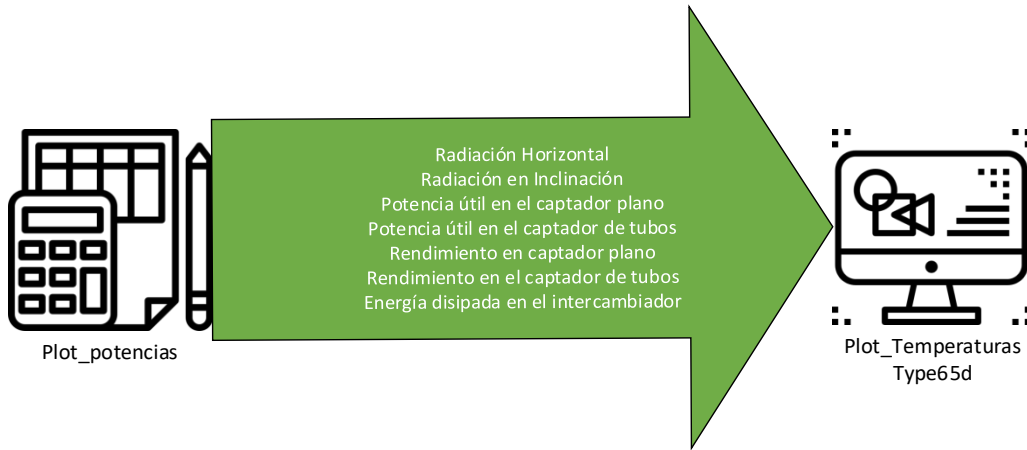 Radiación Horizontal
Radiación en Inclinación
Potencia útil en el captador plano
Potencia útil en el captador de tubos
Rendimiento en captador plano
Rendimiento en el captador de tubos
Energía disipada en el intercambiador
Plot_potencias
Plot_Temperaturas
Type65d